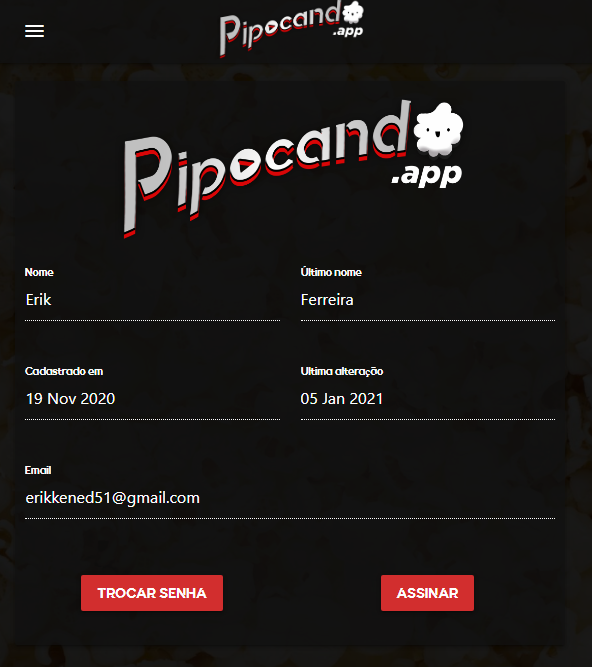 Pipocando
.app
Pipocando
.app
Nome
Último nome
Erik
Ferreira
Cadastrado em
Ultima alteração
19 Nov 2020
05 Jan 2021
Email
erikkened51@gmail.com
TROCAR SENHA
ASSINAR